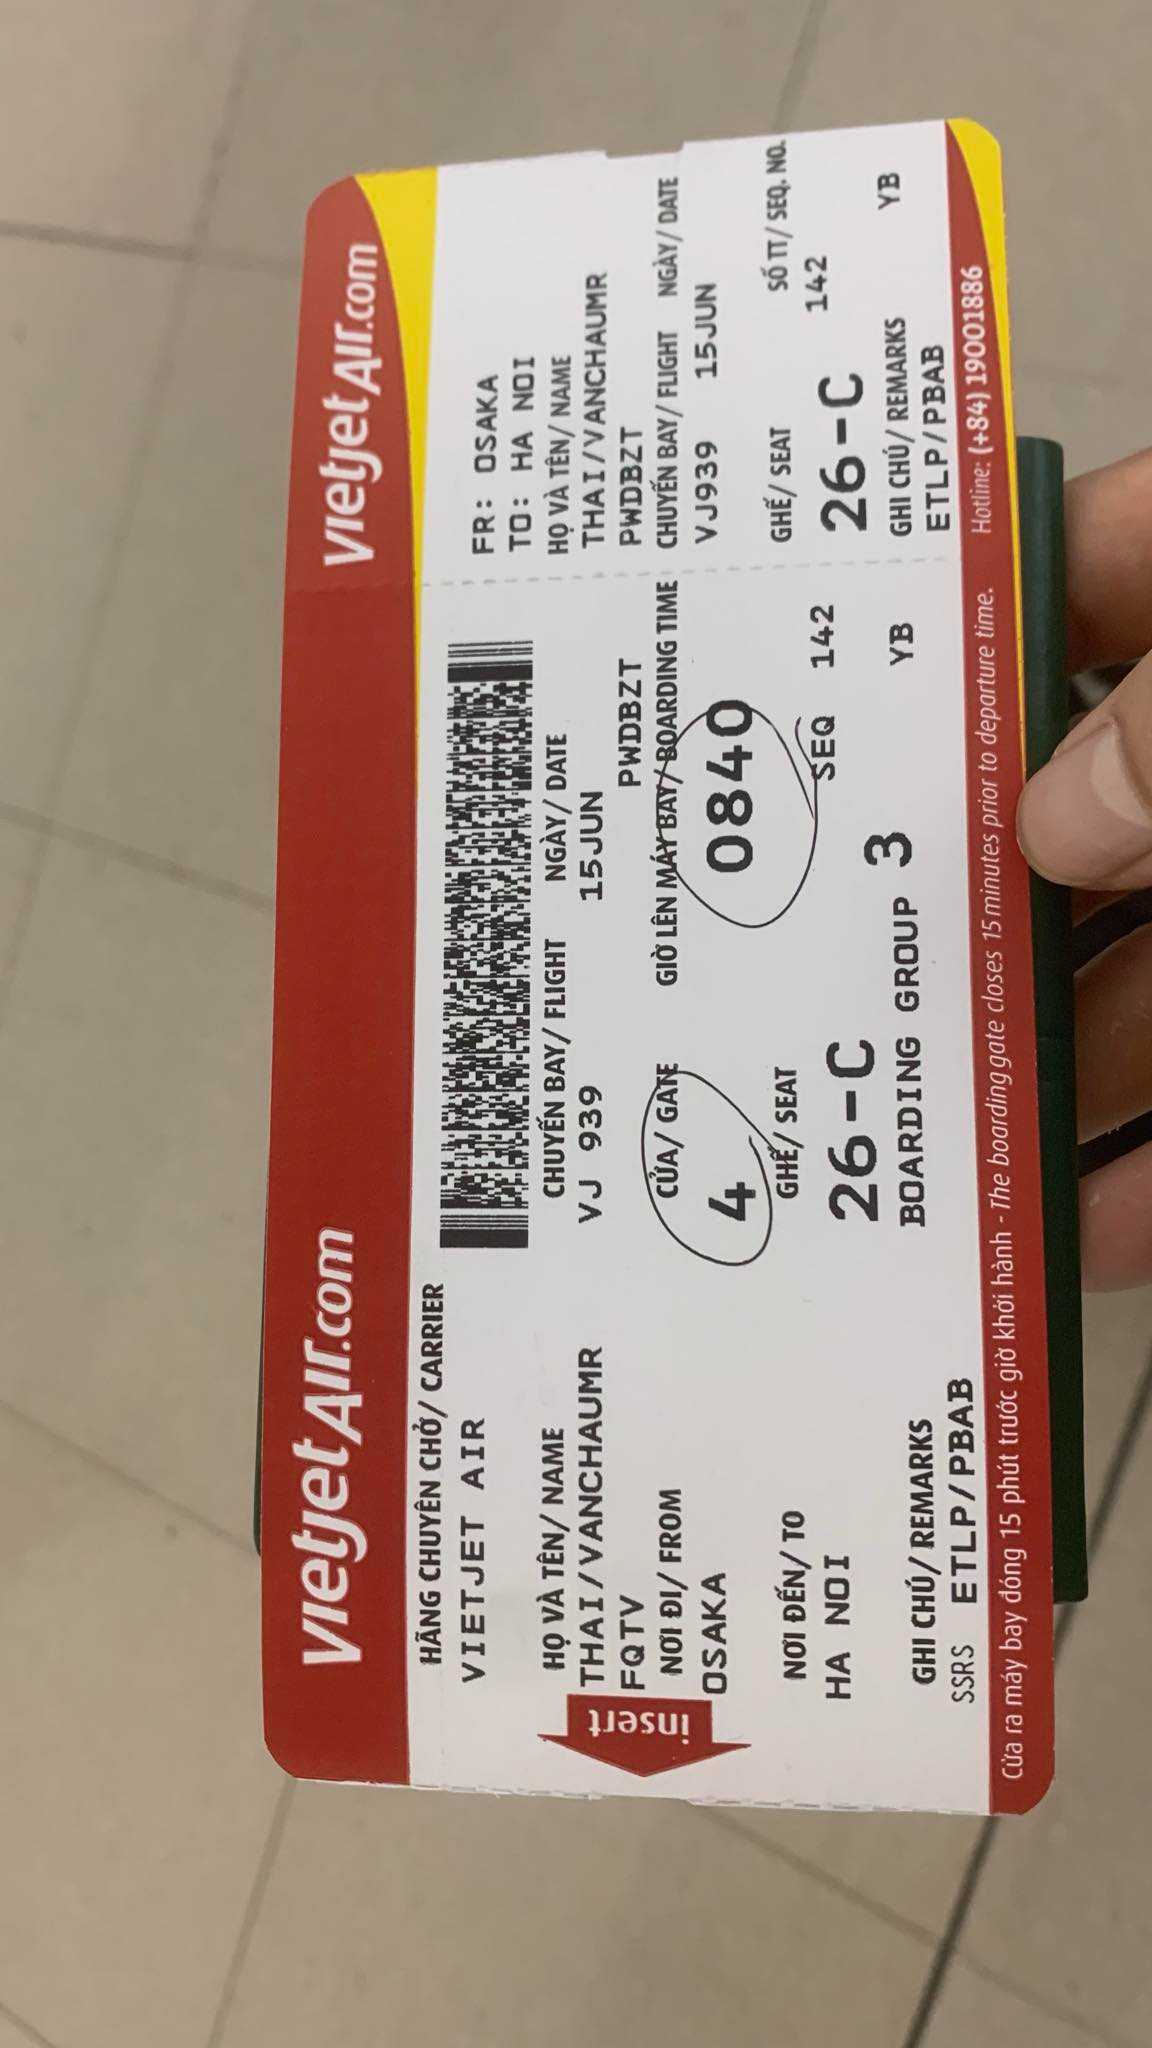 vietjetAir.com
HÃNG CHUYÊN CHỞ/ CARRIER
VIETJET AIR
HỌ VÀ TÊN/ NAME CHUYẾN BAY/ FLIGHT NGÀY/ DATE
THAI/VANCHAUMR VJ 939 15JUN
FQTV PWDBZT
NƠI ĐI/ FROM CỬA/ GATE GIỜ LÊN MÁY BAY/ BOARDING TIME
OSAKA 4 0840
NƠI ĐẾN/ TO GHẾ/ SEAT
HA NOI 26-C SEQ 142
BOARDING GROUP 3 YB
GHI CHÚ/ REMARKS
SSRS ETLP/PBAB
insert
Cửa ra máy bay đóng 15 phút trước giờ khởi hành - The boarding gate closes 15 minutes prior to departure time.
vietjetAir.com
FR: OSAKA
TO: HA NOI
HỌ VÀ TÊN/ NAME
THAI/VANCHAUMR
PWDBZT
CHUYẾN BAY/ FLIGHT NGÀY/ DATE
VJ939 15JUN
GHẾ/ SEAT SỐ TT/ SEQ. NO.
26-C 142
GHI CHÚ/ REMARKS YB
ETLP/PBAB
Hotline: (+84) 19001886